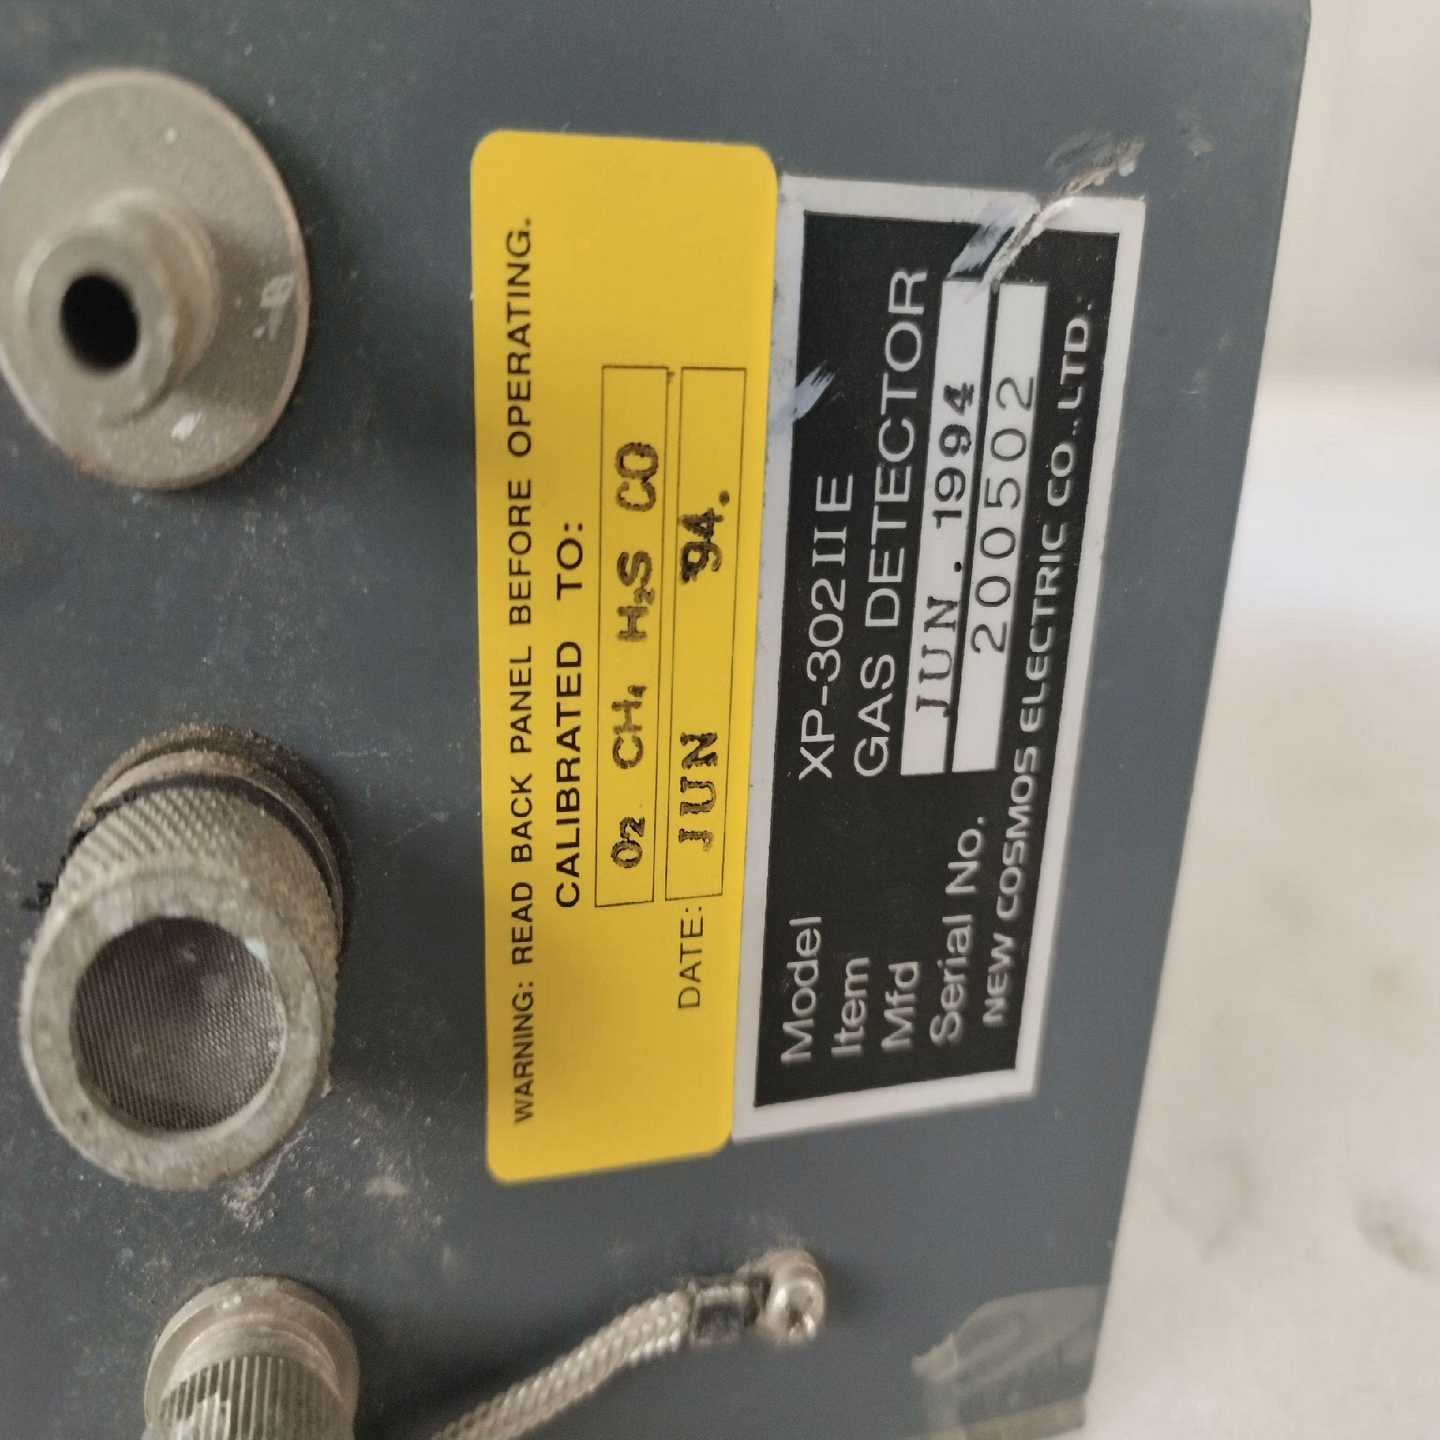 WARNING: READ BACK PANEL BEFORE OPERATING.
CALIBRATED TO:
O2 CH4 H2S CO
DATE: JUN '94.
Model XP-302IIE
Item GAS DETECTOR
Mfd JUN. 1994
Serial No. 200502
NEW COSMOS ELECTRIC CO., LTD.